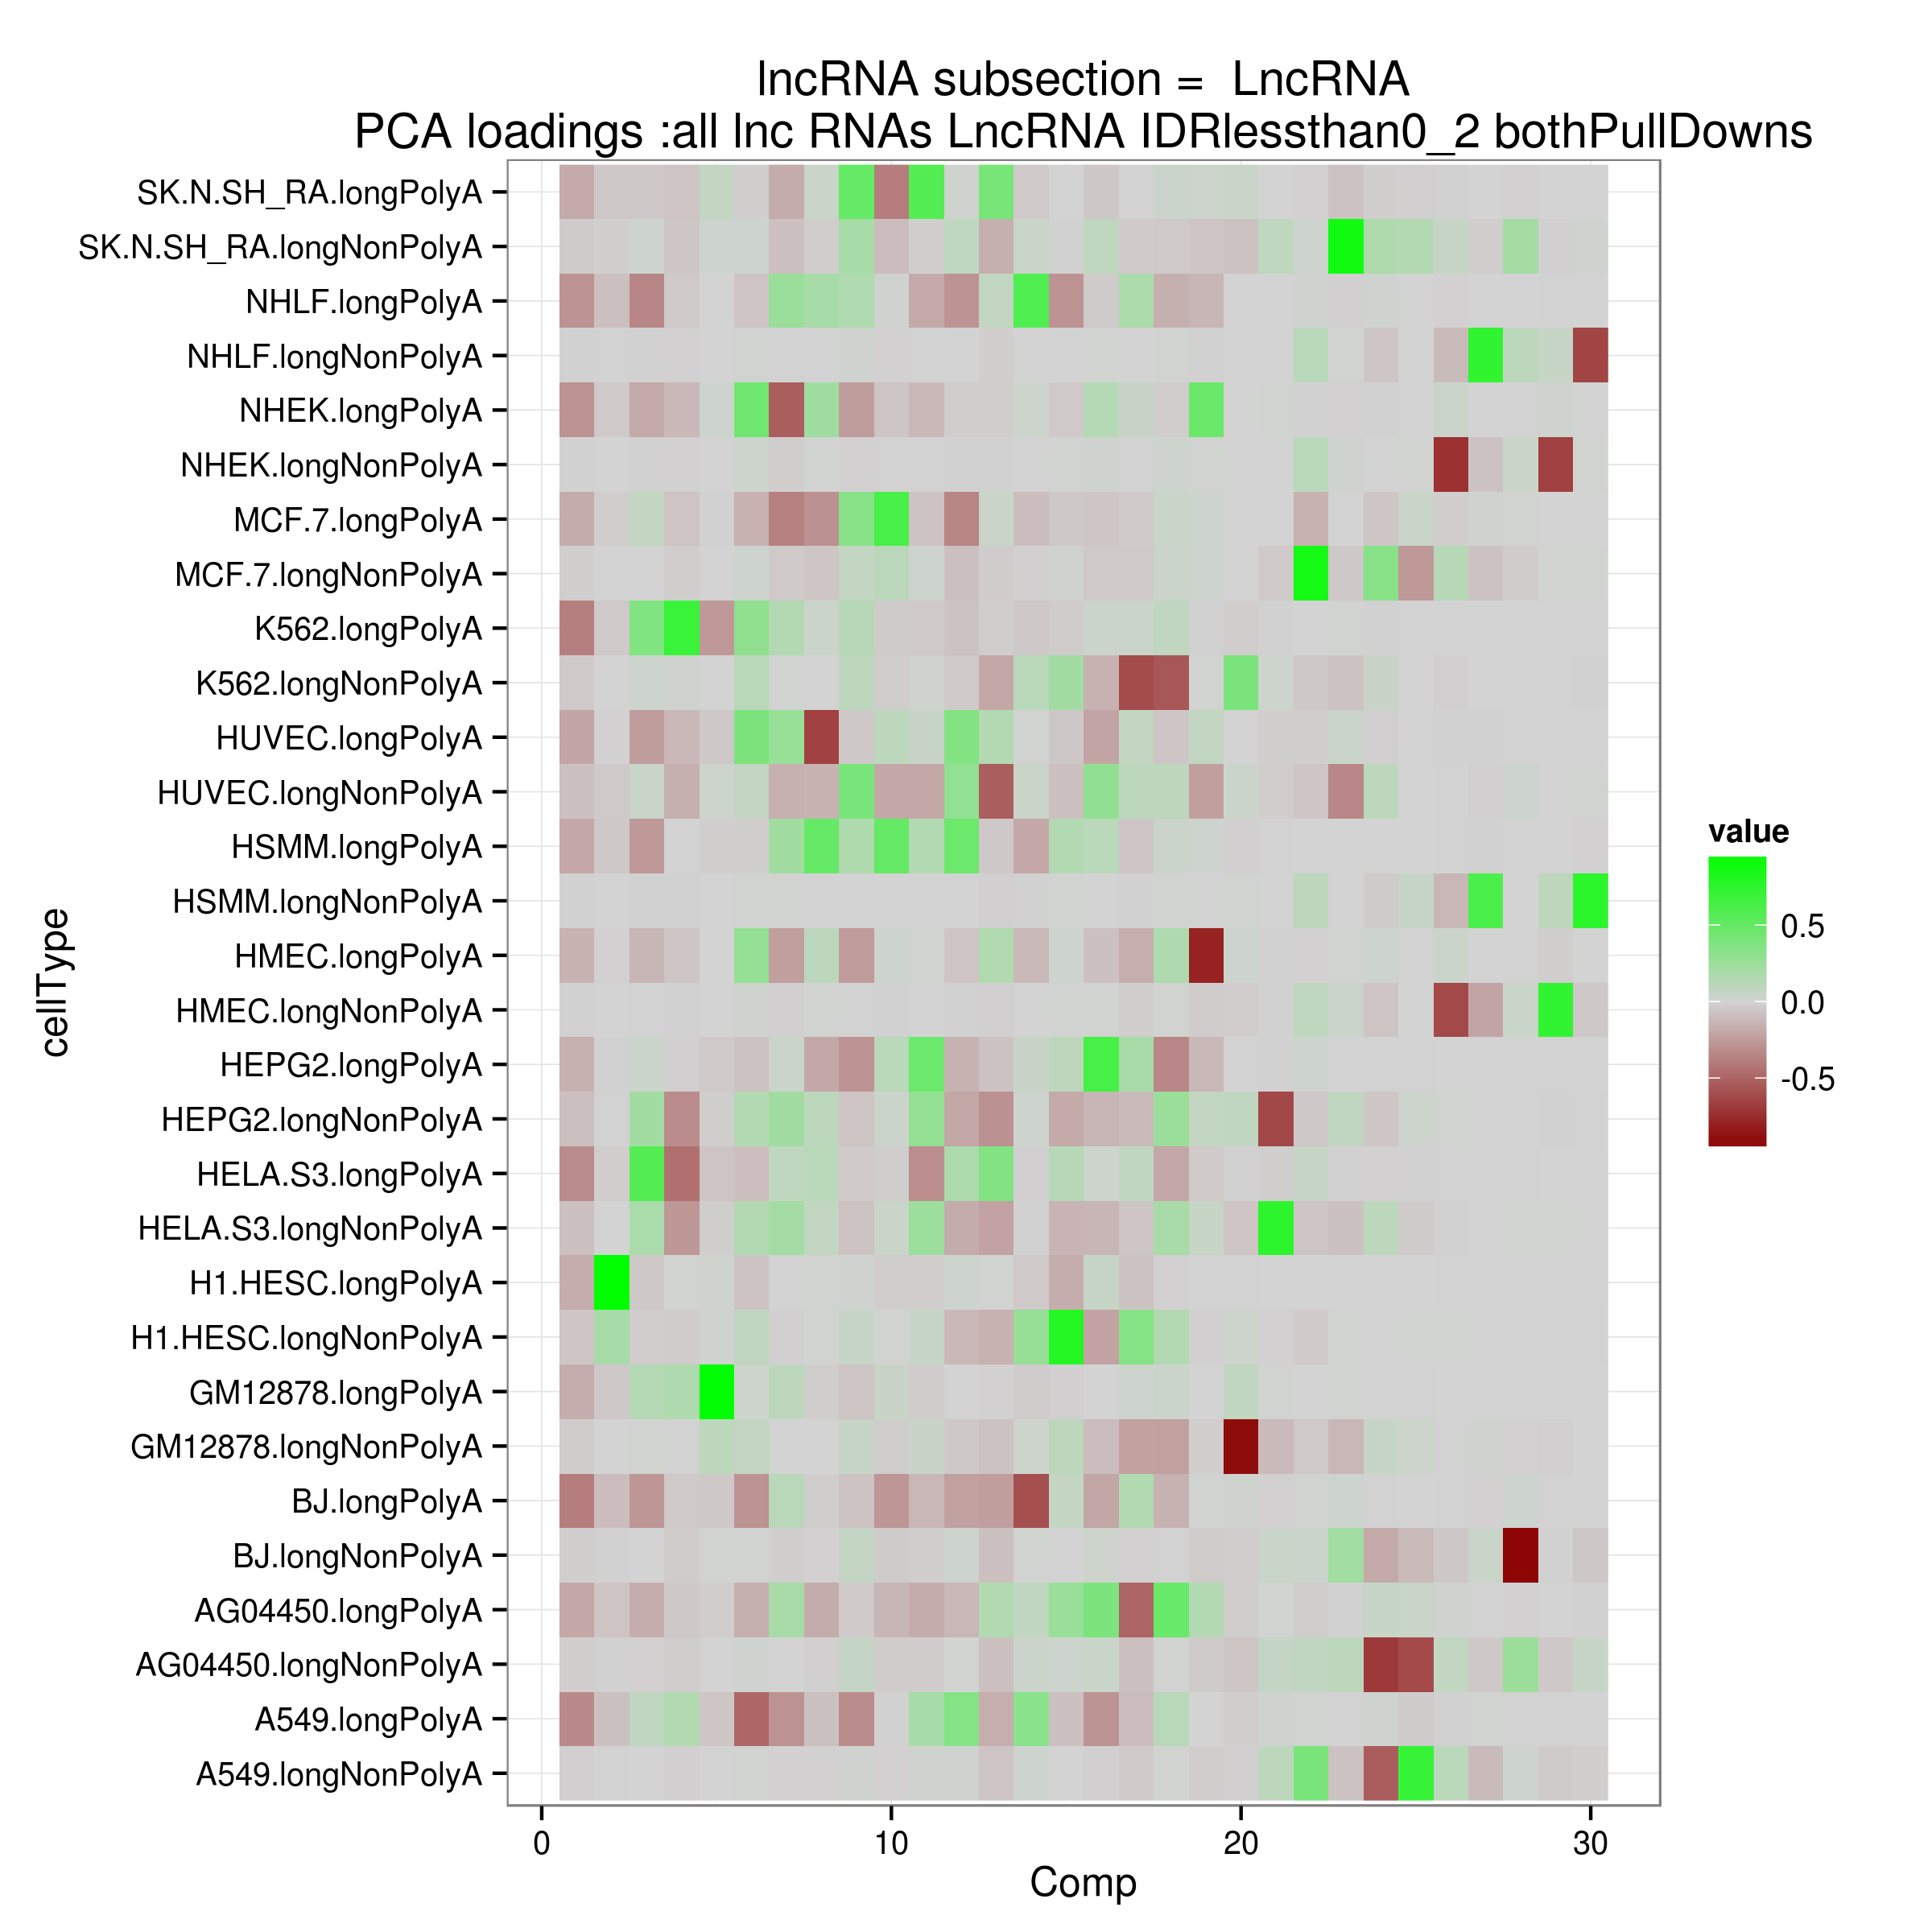 lncRNA subsection =  LncRNA
PCA loadings :all lnc RNAs LncRNA IDRlessthan0_2 bothPullDowns
SK.N.SH_RA.longPolyA
SK.N.SH_RA.longNonPolyA
NHLF.longPolyA
NHLF.longNonPolyA
NHEK.longPolyA
NHEK.longNonPolyA
MCF.7.longPolyA
MCF.7.longNonPolyA
K562.longPolyA
K562.longNonPolyA
HUVEC.longPolyA
HUVEC.longNonPolyA
HSMM.longPolyA
HSMM.longNonPolyA
HMEC.longPolyA
HMEC.longNonPolyA
HEPG2.longPolyA
HEPG2.longNonPolyA
HELA.S3.longPolyA
HELA.S3.longNonPolyA
H1.HESC.longPolyA
H1.HESC.longNonPolyA
GM12878.longPolyA
GM12878.longNonPolyA
BJ.longPolyA
BJ.longNonPolyA
AG04450.longPolyA
AG04450.longNonPolyA
A549.longPolyA
A549.longNonPolyA
cellType
0 10 20 30
Comp
value
0.5
0.0
-0.5